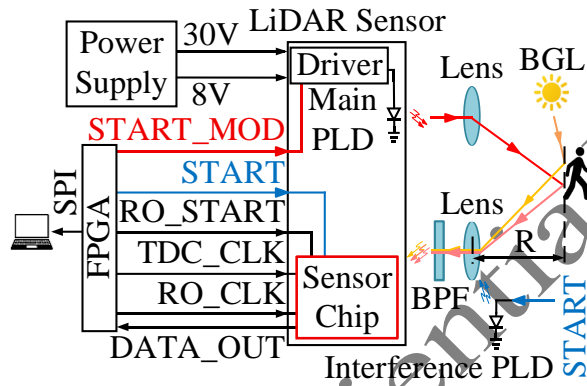 LiDAR Sensor
Power
Supply
30V
8V
Driver
Main
PLD
Lens
BGL
START_MOD
START
RO_START
TDC_CLK
RO_CLK
DATA_OUT
SPI
FPGA
Sensor
Chip
Lens
R
BPF
START
Interference PLD